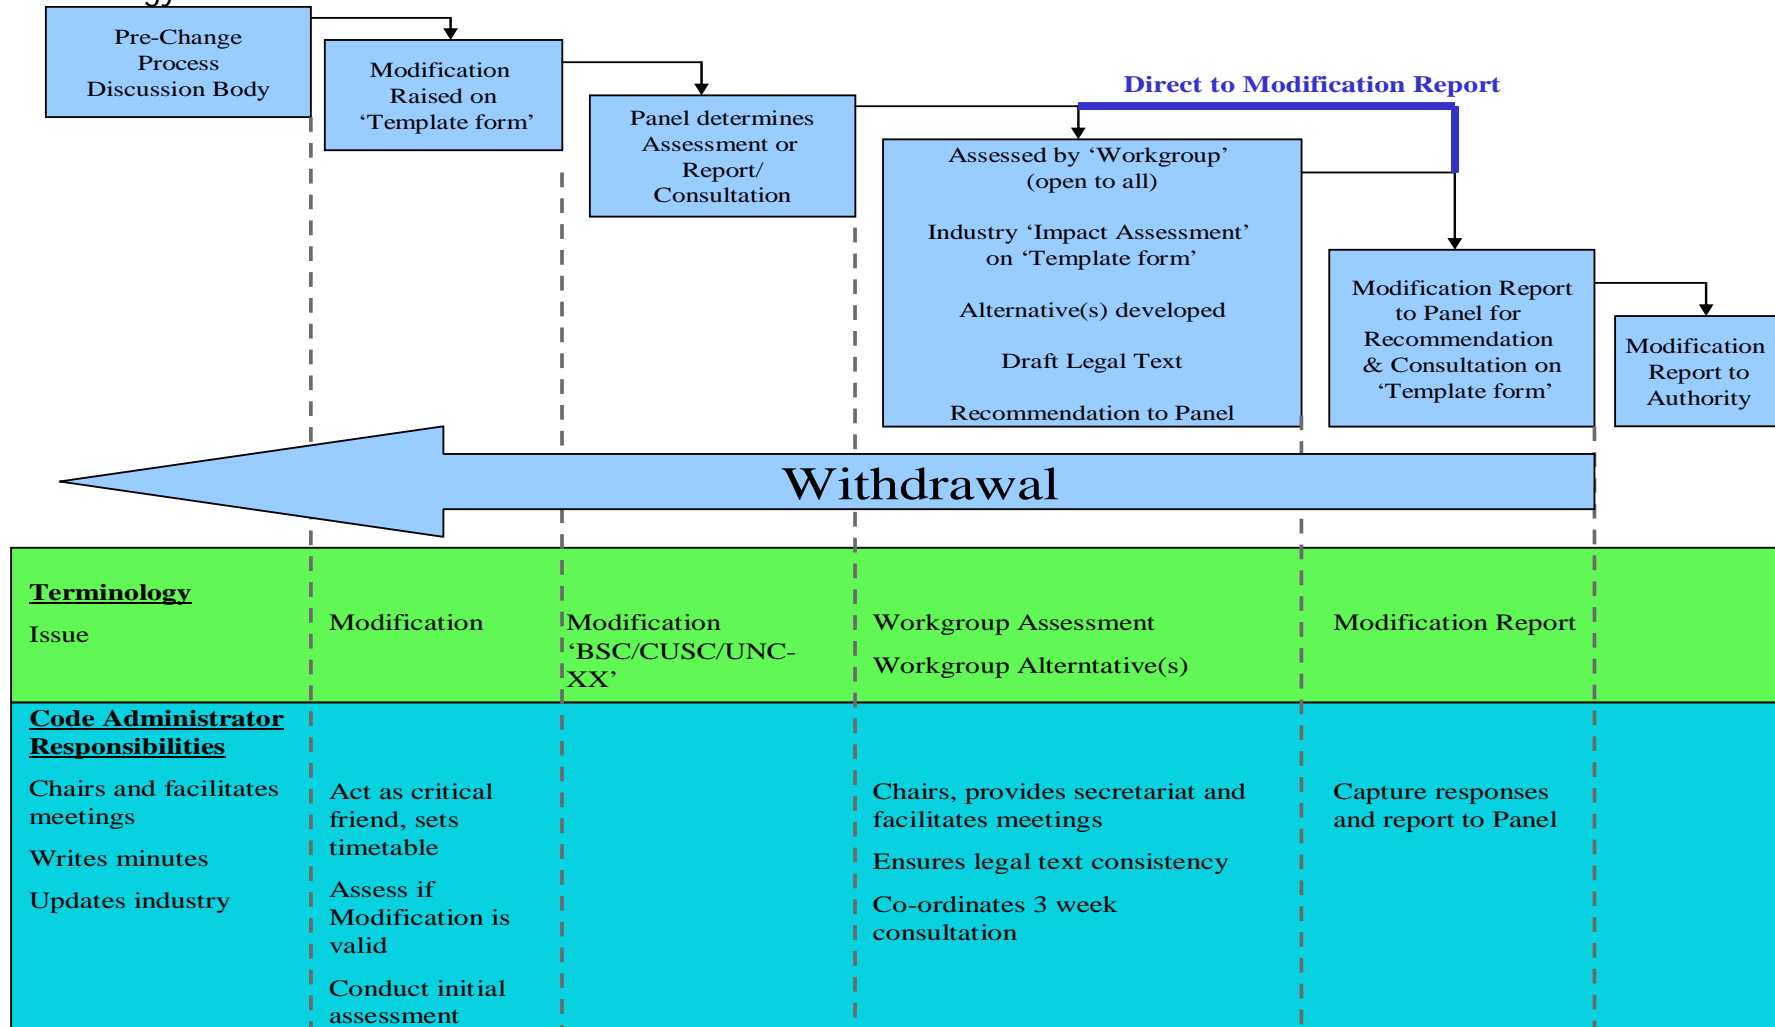 Pre-Change
Process
Discussion Body
Modification
Raised on
‘Template form’
Panel determines
Assessment or
Report/
Consultation
Direct to Modification Report
Assessed by ‘Workgroup’
(open to all)
Industry ‘Impact Assessment’
on ‘Template form’
Alternative(s) developed
Draft Legal Text
Recommendation to Panel
Modification Report
to Panel for
Recommendation
& Consultation on
‘Template form’
Modification
Report to
Authority
Withdrawal
Terminology
Issue
Modification
Modification
‘BSC/CUSC/UNC-
XX’
Workgroup Assessment
Workgroup Alterntative(s)
Modification Report
Code Administrator
Responsibilities
Chairs and facilitates
meetings
Writes minutes
Updates industry
Act as critical
friend, sets
timetable
Assess if
Modification is
valid
Conduct initial
assessment
Chairs, provides secretariat and
facilitates meetings
Ensures legal text consistency
Co-ordinates 3 week
consultation
Capture responses
and report to Panel